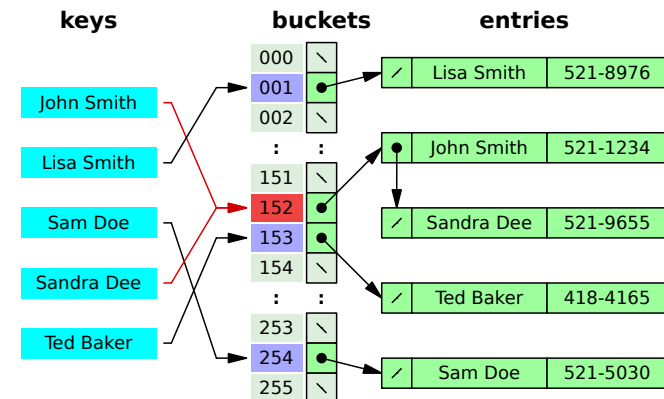 keys buckets entries
000
Lisa Smith 521-8976
001
John Smith
002
: :
John Smith 521-1234
Lisa Smith
151
152
Sam Doe
Sandra Dee 521-9655
153
154
Sandra Dee
Ted Baker 418-4165
: :
253
Ted Baker
254
Sam Doe 521-5030
255